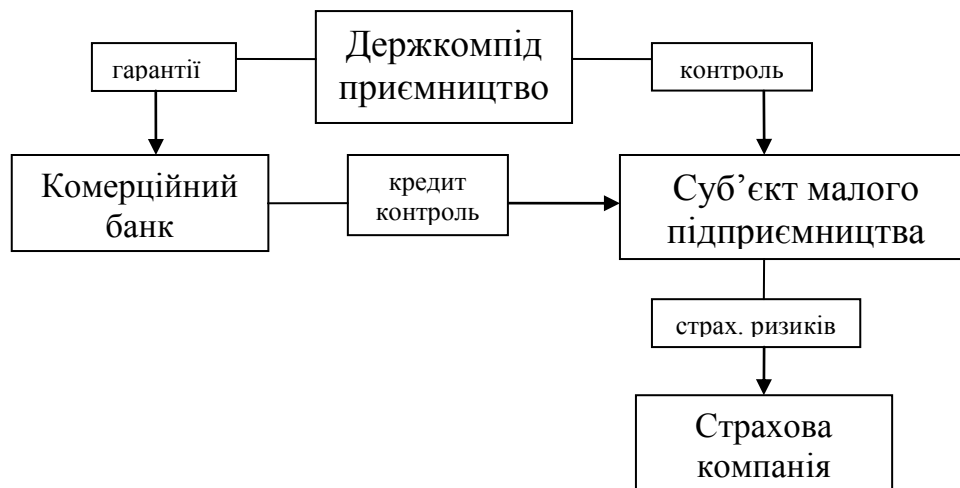 Держкомпід
приємництво
гарантії
контроль
Комерційний
банк
кредит
контроль
Суб’єкт малого
підприємництва
страх. ризиків
Страхова
компанія